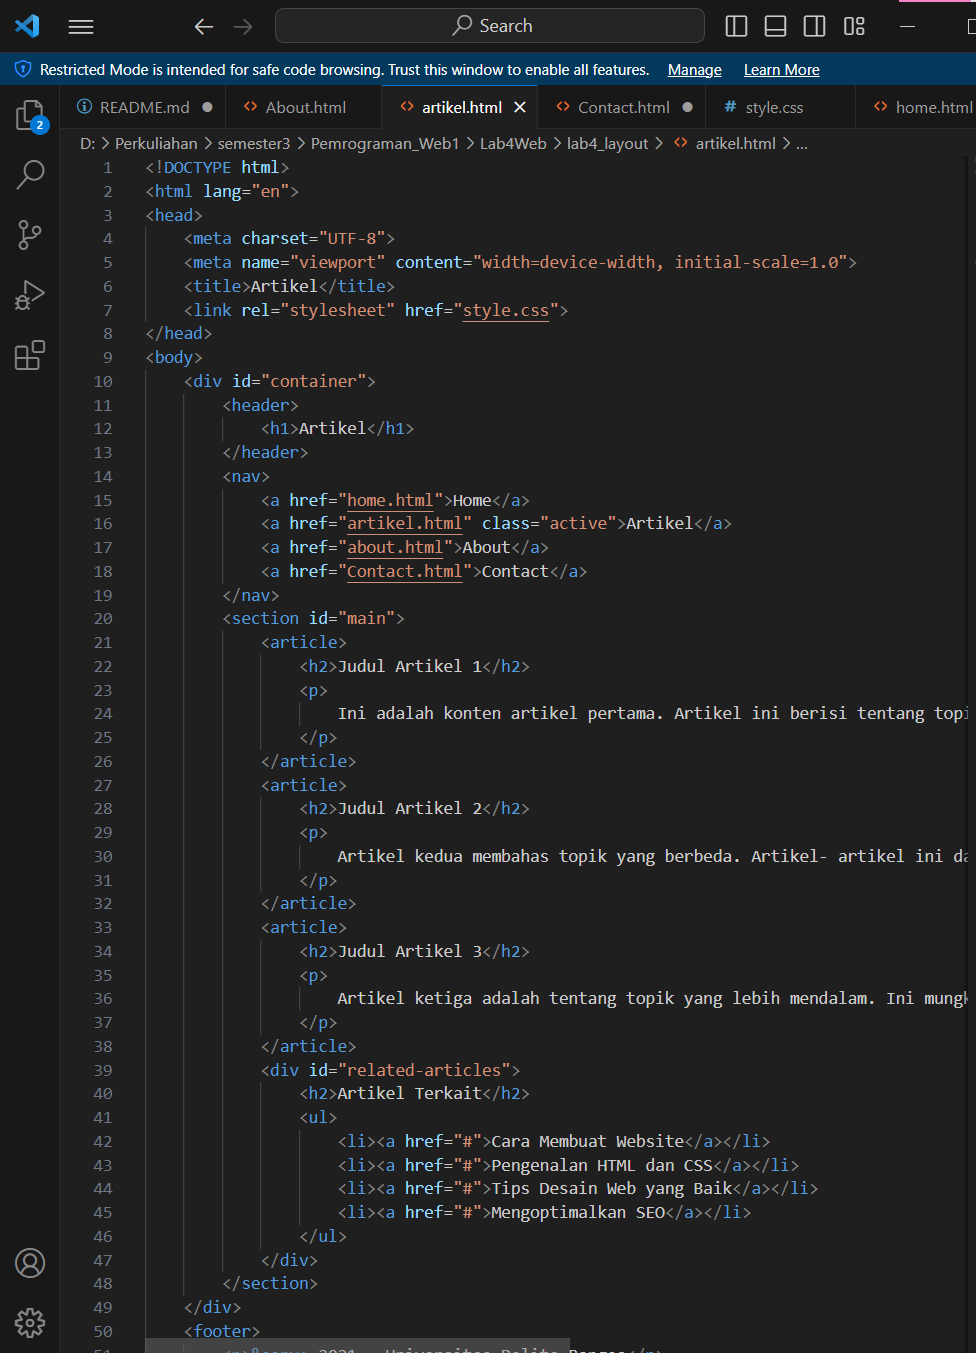 Search
Restricted Mode is intended for safe code browsing. Trust this window to enable all features. Manage Learn More
2
README.md About.html artikel.html Contact.html # style.css home.html
D: > Perkuliahan > semester3 > Pemrograman_Web1 > Lab4Web > lab4_layout > artikel.html > ...
1 <!DOCTYPE html>
2 <html lang="en">
3 <head>
4 <meta charset="UTF-8">
5 <meta name="viewport" content="width=device-width, initial-scale=1.0">
6 <title>Artikel</title>
7 <link rel="stylesheet" href="style.css">
8 </head>
9 <body>
10 <div id="container">
11 <header>
12 <h1>Artikel</h1>
13 </header>
14 <nav>
15 <a href="home.html">Home</a>
16 <a href="artikel.html" class="active">Artikel</a>
17 <a href="about.html">About</a>
18 <a href="Contact.html">Contact</a>
19 </nav>
20 <section id="main">
21 <article>
22 <h2>Judul Artikel 1</h2>
23 <p>
24 Ini adalah konten artikel pertama. Artikel ini berisi tentang topi
25 </p>
26 </article>
27 <article>
28 <h2>Judul Artikel 2</h2>
29 <p>
30 Artikel kedua membahas topik yang berbeda. Artikel- artikel ini da
31 </p>
32 </article>
33 <article>
34 <h2>Judul Artikel 3</h2>
35 <p>
36 Artikel ketiga adalah tentang topik yang lebih mendalam. Ini mungk
37 </p>
38 </article>
39 <div id="related-articles">
40 <h2>Artikel Terkait</h2>
41 <ul>
42 <li><a href="#">Cara Membuat Website</a></li>
43 <li><a href="#">Pengenalan HTML dan CSS</a></li>
44 <li><a href="#">Tips Desain Web yang Baik</a></li>
45 <li><a href="#">Mengoptimalkan SEO</a></li>
46 </ul>
47 </div>
48 </section>
49 </div>
50 <footer>